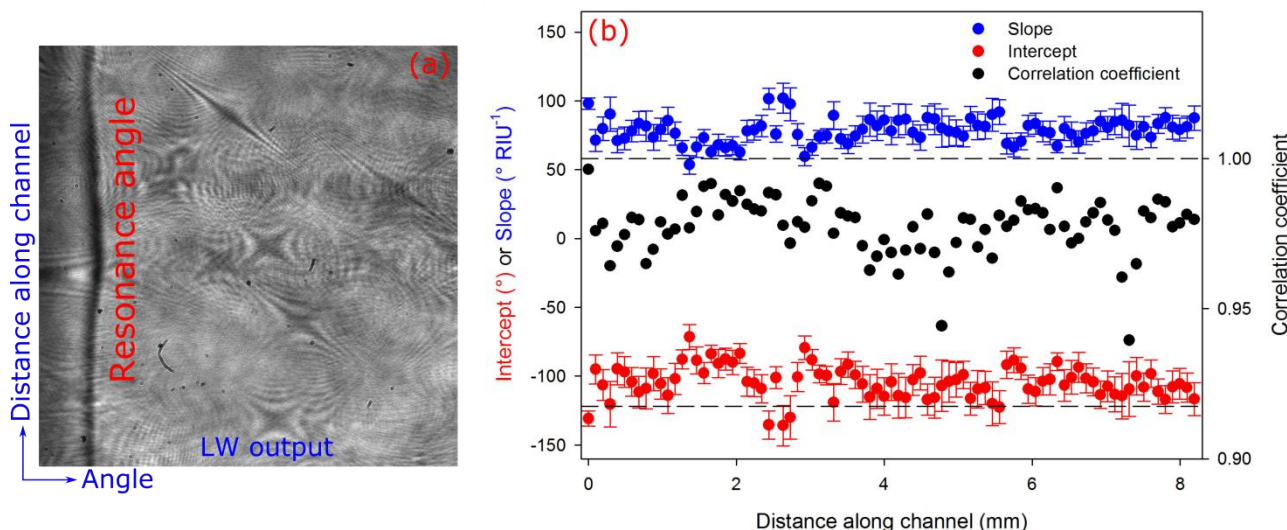 (a)
Resonance angle
Distance along channel
LW output
Angle
(b)
Slope
Intercept
Correlation coefficient
150
100
50
0
-50
-100
-150
Intercept (°) or Slope (° RIU⁻¹)
1.00
0.95
0.90
Correlation coefficient
0 2 4 6 8
Distance along channel (mm)